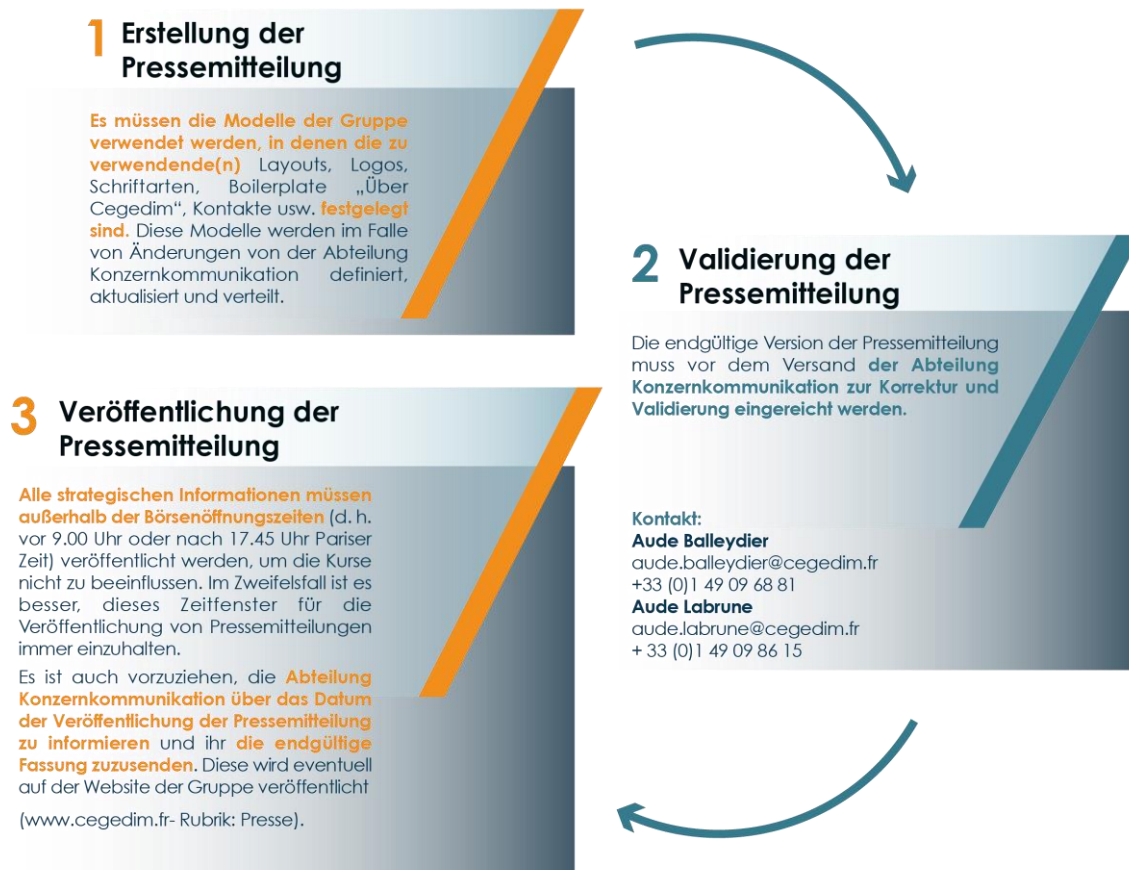 1 Erstellung der
Pressemitteilung
Es müssen die Modelle der Gruppe
verwendet werden, in denen die zu
verwendende(n) Layouts, Logos,
Schriftarten, Boilerplate „Über
Cegedim“, Kontakte usw. festgelegt
sind. Diese Modelle werden im Falle
von Änderungen von der Abteilung
Konzernkommunikation definiert,
aktualisiert und verteilt.
2 Validierung der
Pressemitteilung
Die endgültige Version der Pressemitteilung
muss vor dem Versand der Abteilung
Konzernkommunikation zur Korrektur und
Validierung eingereicht werden.
Kontakt:
Aude Balleydier
aude.balleydier@cegedim.fr
+33 (0)1 49 09 68 81
Aude Labrune
aude.labrune@cegedim.fr
+ 33 (0)1 49 09 86 15
3 Veröffentlichung der
Pressemitteilung
Alle strategischen Informationen müssen
außerhalb der Börsenöffnungszeiten (d. h.
vor 9.00 Uhr oder nach 17.45 Uhr Pariser
Zeit) veröffentlicht werden, um die Kurse
nicht zu beeinflussen. Im Zweifelsfall ist es
besser, dieses Zeitfenster für die
Veröffentlichung von Pressemitteilungen
immer einzuhalten.
Es ist auch vorzuziehen, die Abteilung
Konzernkommunikation über das Datum
der Veröffentlichung der Pressemitteilung
zu informieren und ihr die endgültige
Fassung zuzusenden. Diese wird eventuell
auf der Website der Gruppe veröffentlicht
(www.cegedim.fr- Rubrik: Presse).